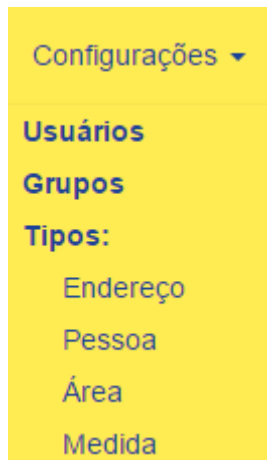 Configurações
Usuários
Grupos
Tipos:
Endereço
Pessoa
Área
Medida